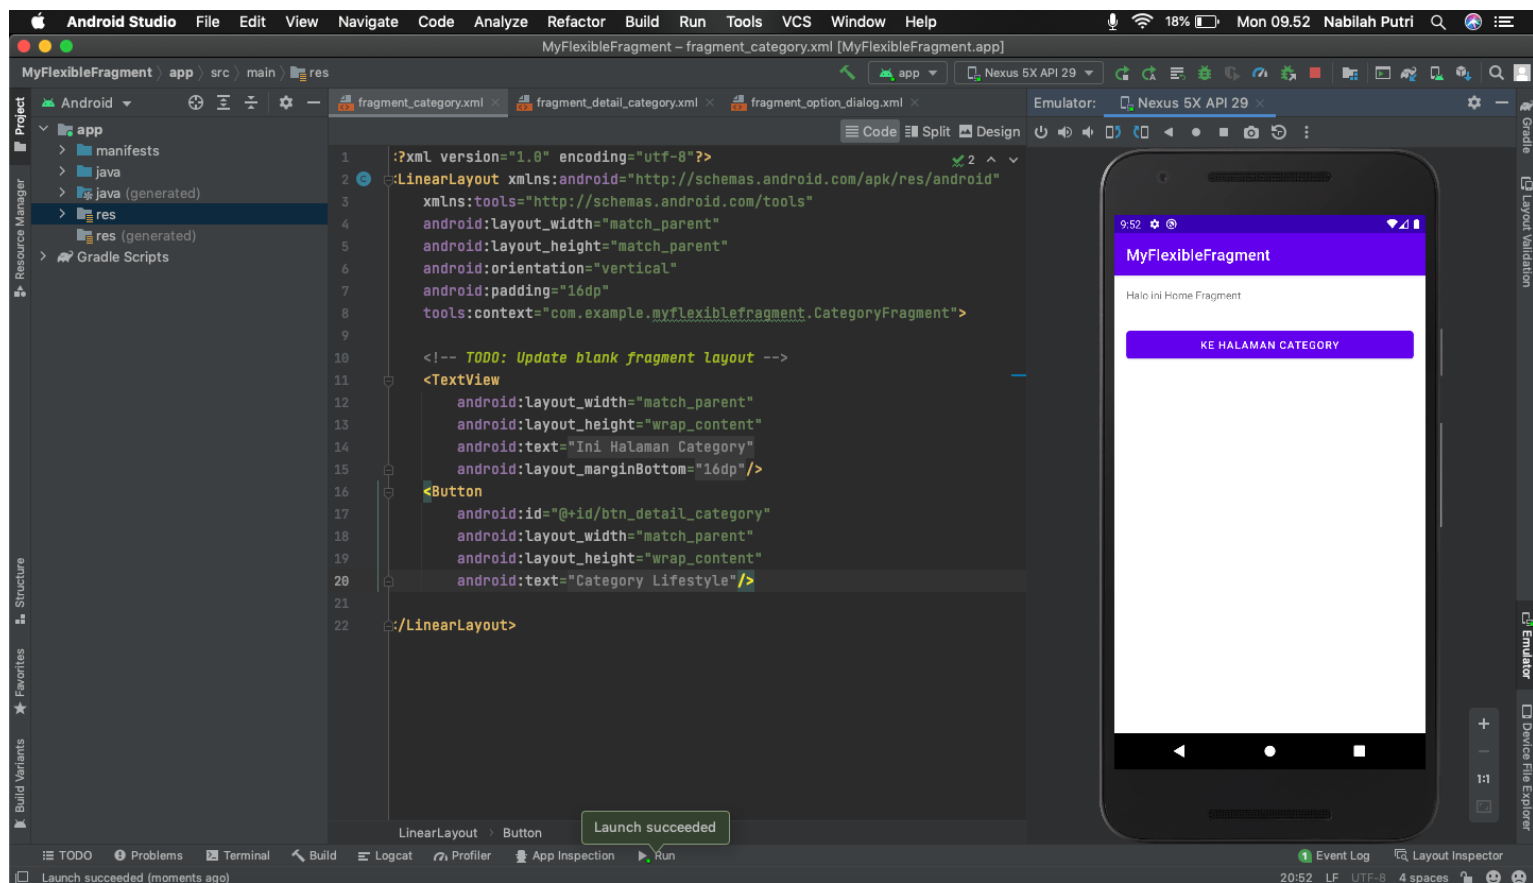 Android Studio File Edit View Navigate Code Analyze Refactor Build Run Tools VCS Window Help 18% Mon 09.52 Nabilah Putri
MyFlexibleFragment – fragment_category.xml [MyFlexibleFragment.app]
MyFlexibleFragment app src main res app Nexus 5X API 29
Project
Resource Manager
Structure
Favorites
Build Variants
Android
app
manifests
java
java (generated)
res
res (generated)
Gradle Scripts
fragment_category.xml fragment_detail_category.xml fragment_option_dialog.xml
Code Split Design
2
1 ?xml version="1.0" encoding="utf-8"?>
2 LinearLayout xmlns:android="http://schemas.android.com/apk/res/android"
3 xmlns:tools="http://schemas.android.com/tools"
4 android:layout_width="match_parent"
5 android:layout_height="match_parent"
6 android:orientation="vertical"
7 android:padding="16dp"
8 tools:context="com.example.myflexiblefragment.CategoryFragment">
9
10 <!-- TODO: Update blank fragment layout -->
11 <TextView
12 android:layout_width="match_parent"
13 android:layout_height="wrap_content"
14 android:text="Ini Halaman Category"
15 android:layout_marginBottom="16dp"/>
16 <Button
17 android:id="@+id/btn_detail_category"
18 android:layout_width="match_parent"
19 android:layout_height="wrap_content"
20 android:text="Category Lifestyle"/>
21
22 /LinearLayout>
LinearLayout Button
Launch succeeded
Emulator: Nexus 5X API 29
9:52
MyFlexibleFragment
Halo ini Home Fragment
KE HALAMAN CATEGORY
1:1
Gradle
Layout Validation
Emulator
Device File Explorer
TODO Problems Terminal Build Logcat Profiler App Inspection Run 1 Event Log Layout Inspector
Launch succeeded (moments ago) 20:52 LF UTF-8 4 spaces